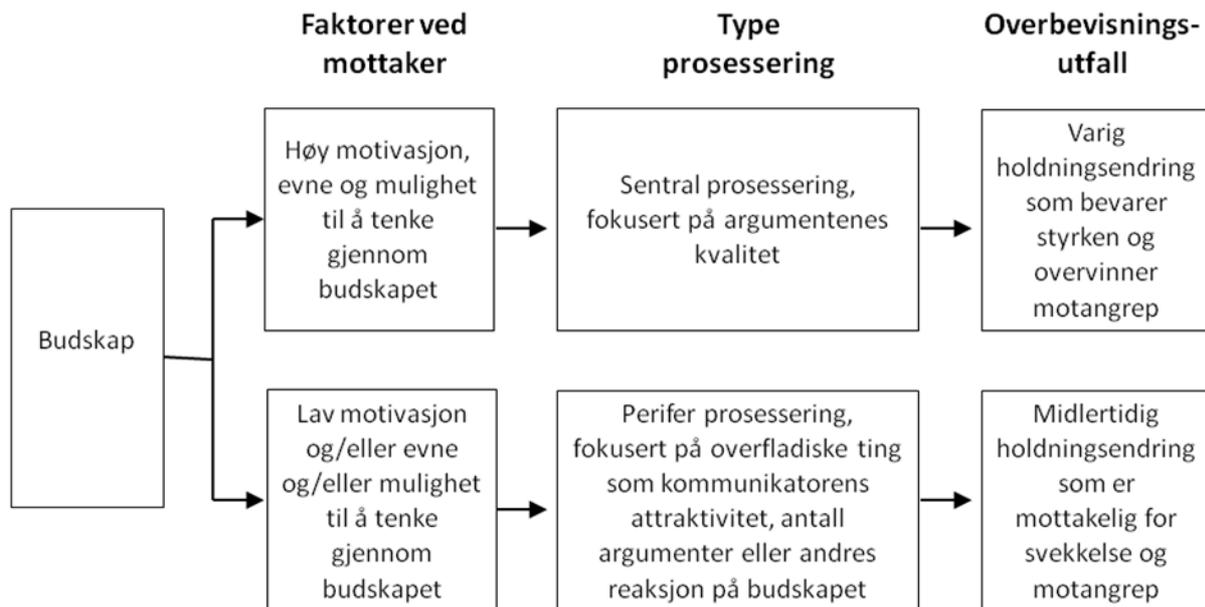 Faktorer ved
mottaker
Type
prosessering
Overbevisnings-
utfall
Budskap
Høy motivasjon,
evne og mulighet
til å tenke
gjennom
budskapet
Sentral prosessering,
fokusert på argumentenes
kvalitet
Varig
holdningsendring
som bevarer
styrken og
overvinner
motangrep
Lav motivasjon
og/eller evne
og/eller mulighet
til å tenke
gjennom
budskapet
Perifer prosessering,
fokusert på overfladiske ting
som kommunikatorens
attraktivitet, antall
argumenter eller andres
reaksjon på budskapet
Midlertidig
holdningsendring
som er
mottakelig for
svekkelse og
motangrep